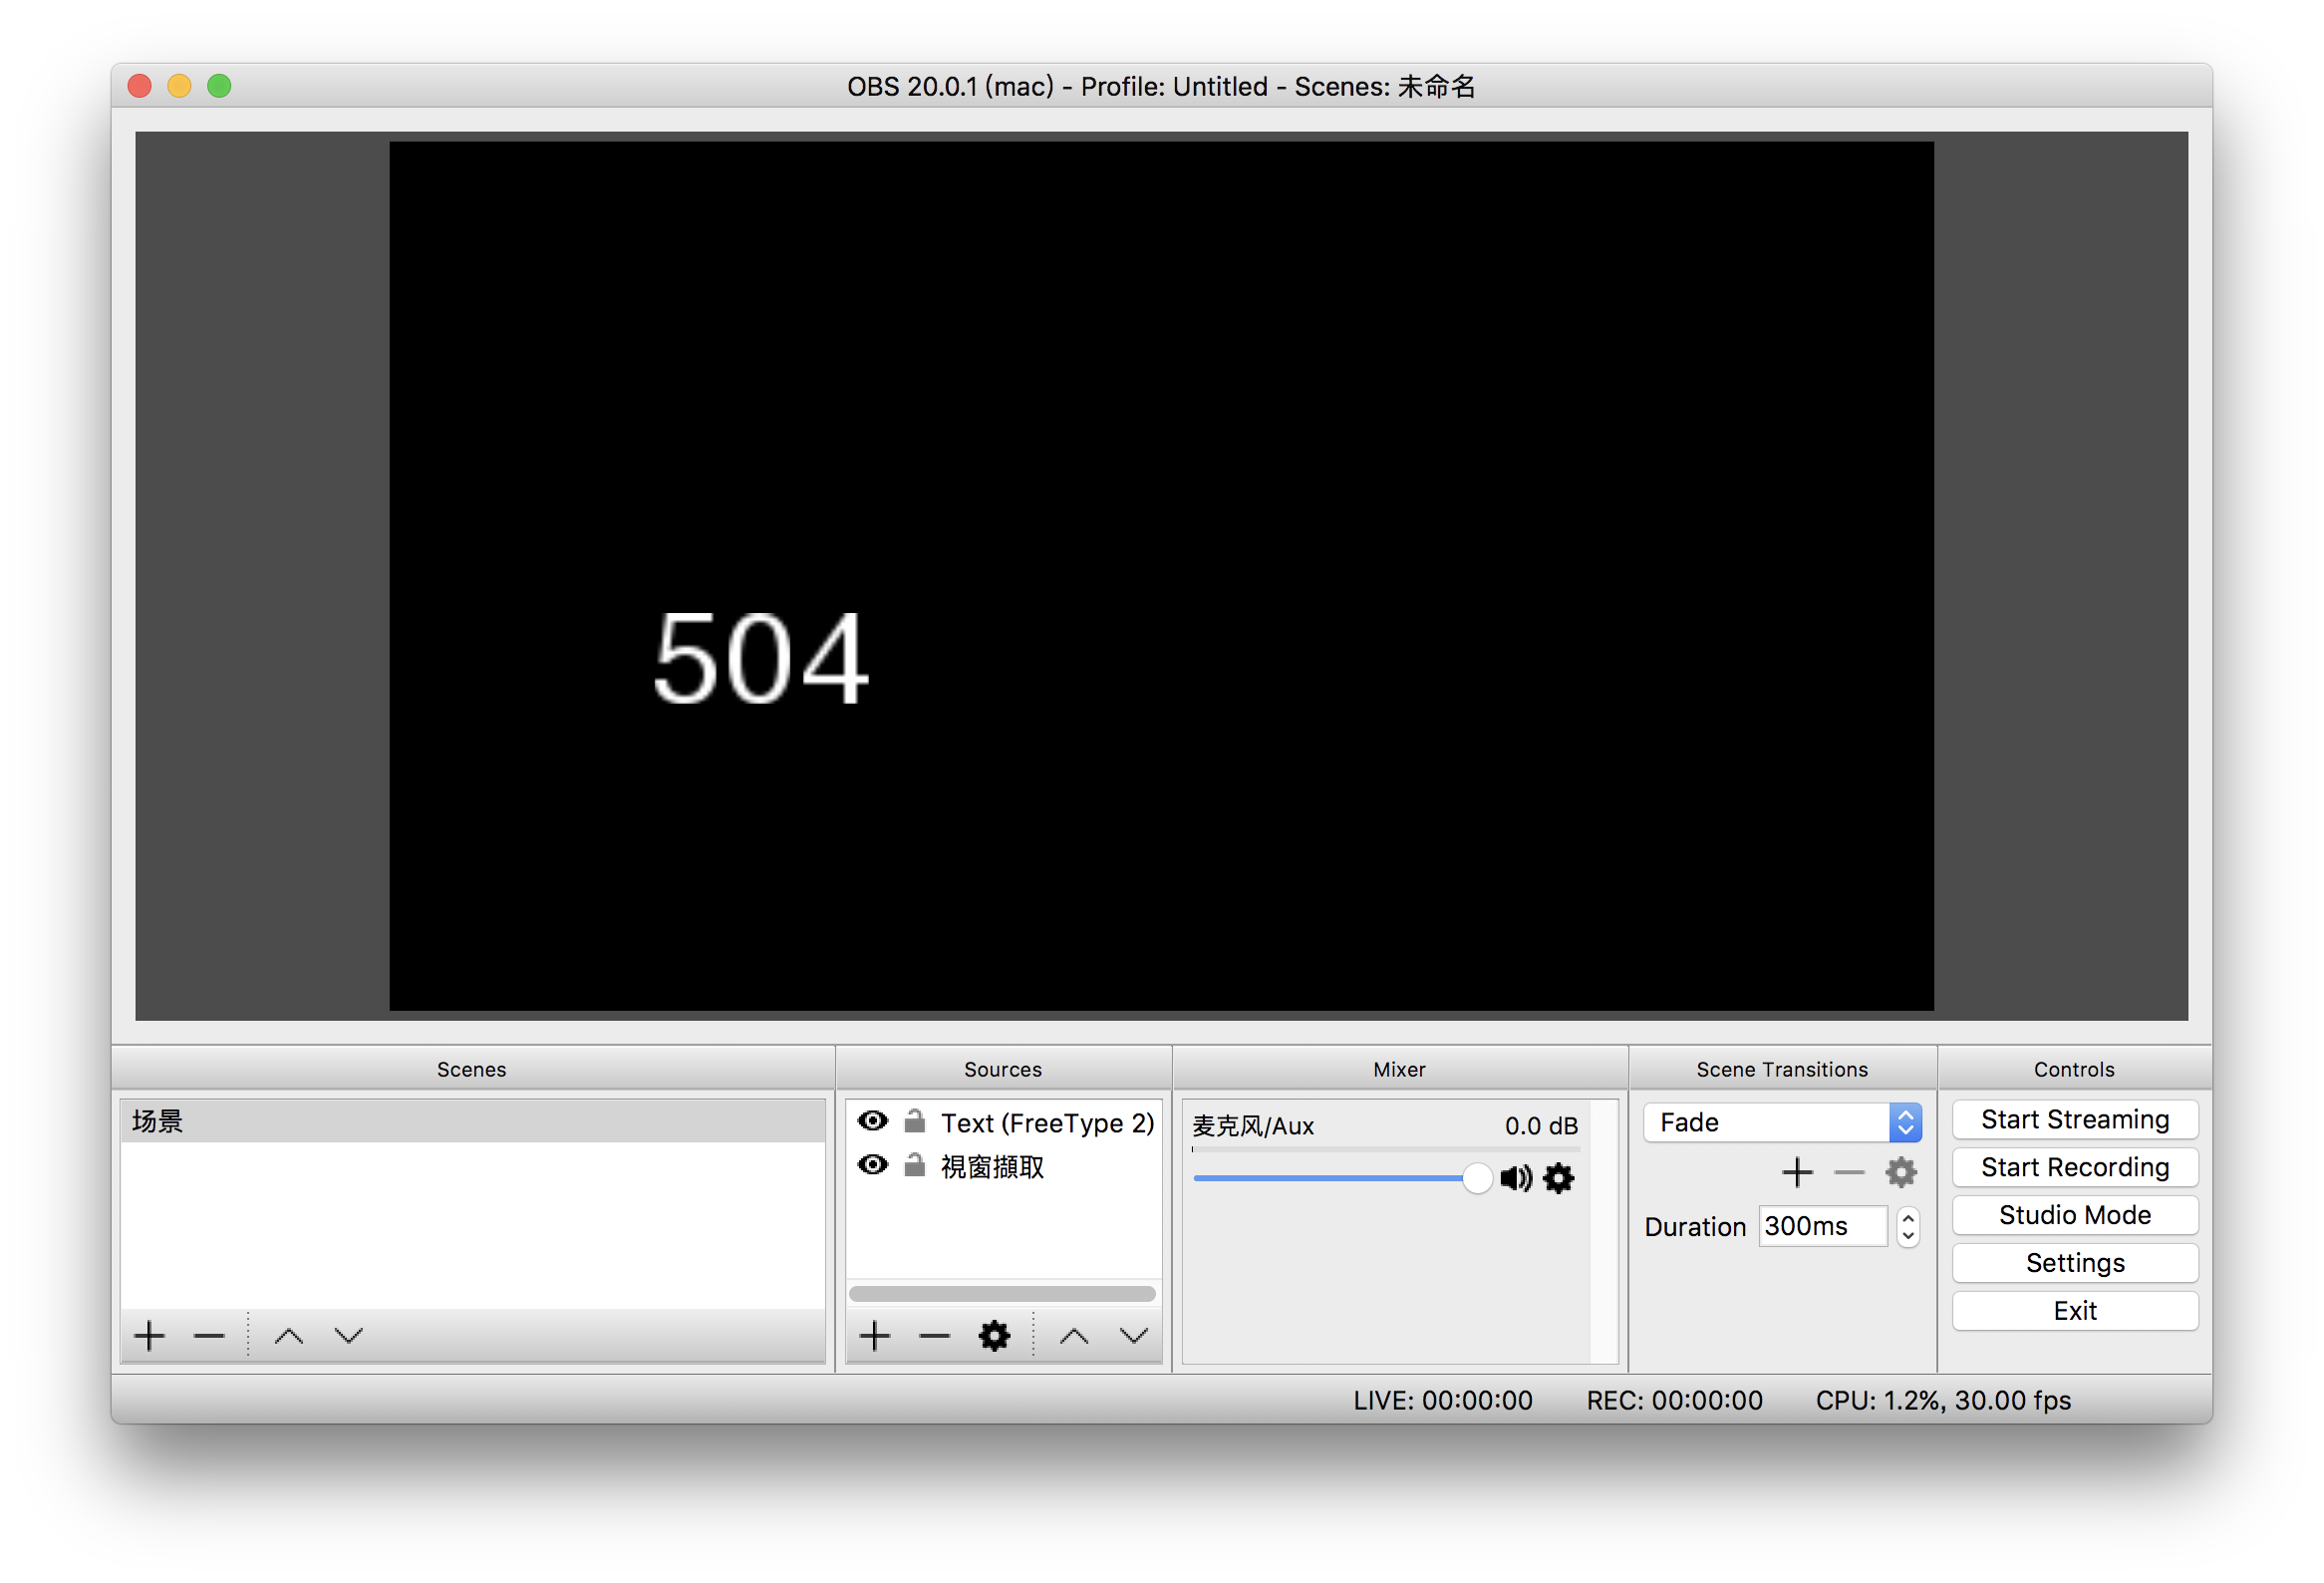 OBS 20.0.1 (mac) - Profile: Untitled - Scenes: 未命名
504
Scenes
Sources
Mixer
Scene Transitions
Controls
场景
Text (FreeType 2)
視窗擷取
麦克风/Aux
0.0 dB
Fade
Duration
300ms
Start Streaming
Start Recording
Studio Mode
Settings
Exit
LIVE: 00:00:00
REC: 00:00:00
CPU: 1.2%, 30.00 fps